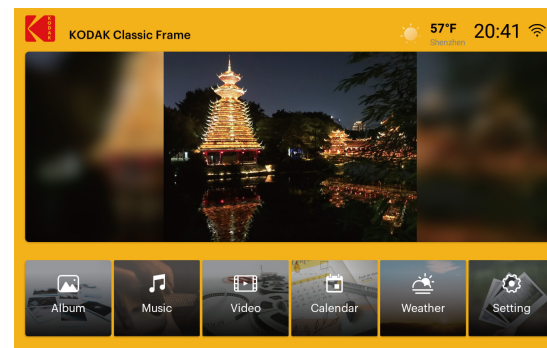 KODAK
KODAK Classic Frame
57°F
Shenzhen
20:41
Album
Music
Video
Calendar
Weather
Setting